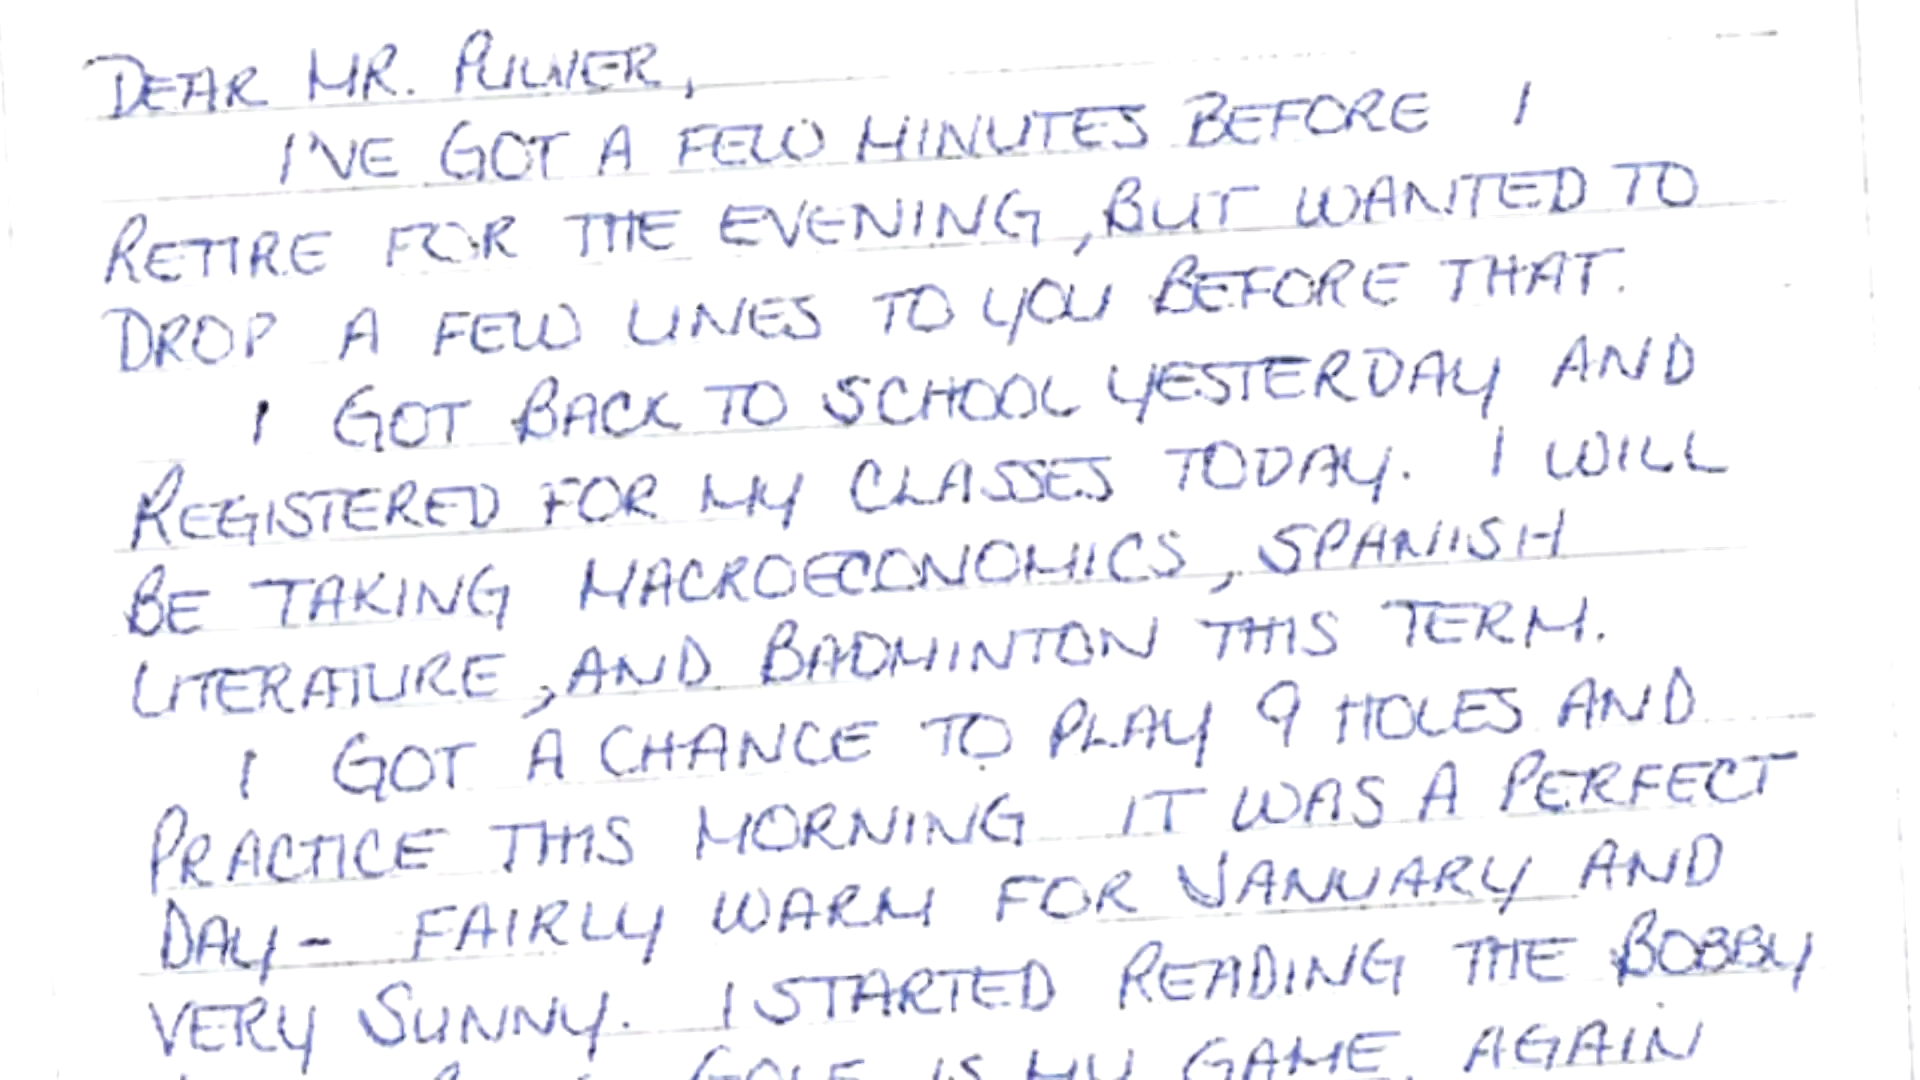 DEAR MR. PULVER,
I'VE GOT A FEW MINUTES BEFORE I
RETIRE FOR THE EVENING, BUT WANTED TO
DROP A FEW LINES TO YOU BEFORE THAT.
I GOT BACK TO SCHOOL YESTERDAY AND
REGISTERED FOR MY CLASSES TODAY. I WILL
BE TAKING MACROECONOMICS, SPANISH
LITERATURE, AND BADMINTON THIS TERM.
I GOT A CHANCE TO PLAY 9 HOLES AND
PRACTICE THIS MORNING IT WAS A PERFECT
DAY - FAIRLY WARM FOR JANUARY AND
VERY SUNNY. I STARTED READING THE BOBBY
GOLF IS MY GAME, AGAIN